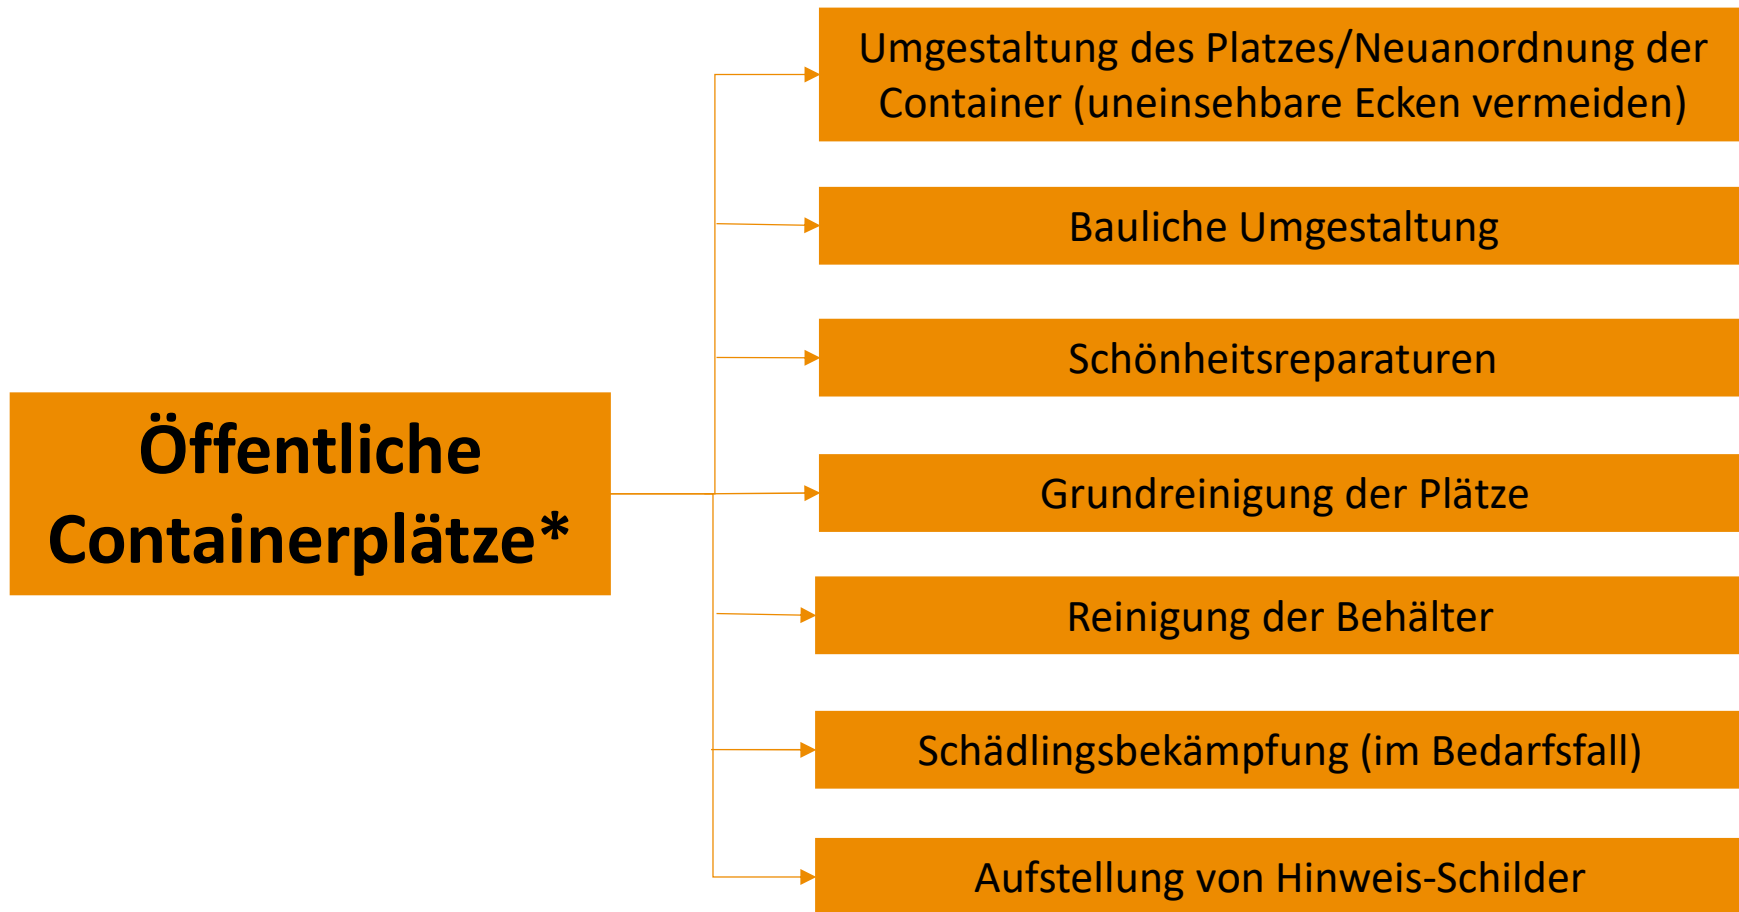 Umgestaltung des Platzes/Neuanordnung der
Container (uneinsehbare Ecken vermeiden)
Bauliche Umgestaltung
Schönheitsreparaturen
Öffentliche
Containerplätze*
Grundreinigung der Plätze
Reinigung der Behälter
Schädlingsbekämpfung (im Bedarfsfall)
Aufstellung von Hinweis-Schilder